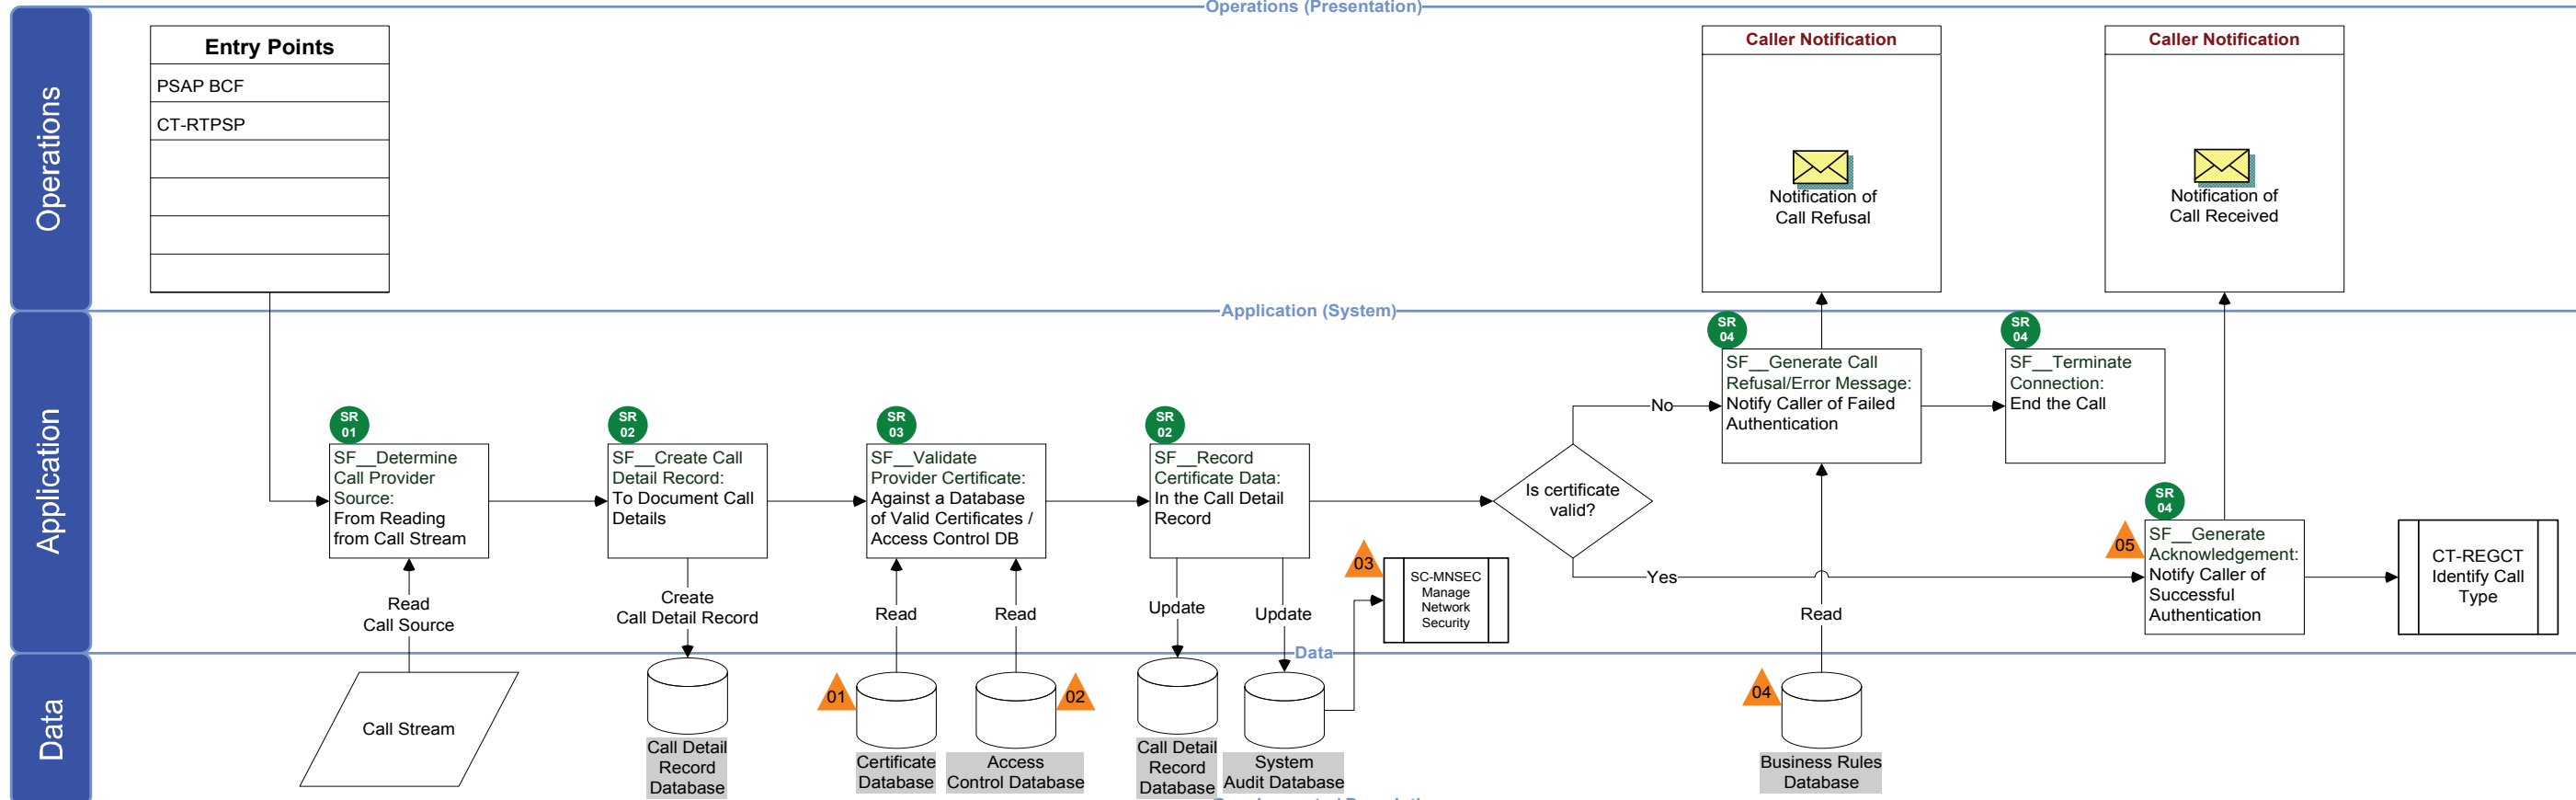 Operations (Presentation)
Operations
Entry Points
PSAP BCF
CT-RTPSP
Caller Notification
Notification of
Call Refusal
Caller Notification
Notification of
Call Received
Application (System)
Application
SR
01
SF__Determine
Call Provider
Source:
From Reading
from Call Stream
SR
02
SF__Create Call
Detail Record:
To Document Call
Details
SR
03
SF__Validate
Provider Certificate:
Against a Database
of Valid Certificates /
Access Control DB
SR
02
SF__Record
Certificate Data:
In the Call Detail
Record
Is certificate
valid?
No
Yes
SR
04
SF__Generate Call
Refusal/Error Message:
Notify Caller of Failed
Authentication
SR
04
SF__Terminate
Connection:
End the Call
SR
04
05
SF__Generate
Acknowledgement:
Notify Caller of
Successful
Authentication
CT-REGCT
Identify Call
Type
03
SC-MNSEC
Manage
Network
Security
Read
Call Source
Create
Call Detail Record
Read
Read
Update
Update
Read
Data
Data
Call Stream
Call Detail
Record
Database
01
Certificate
Database
02
Access
Control Database
Call Detail
Record
Database
System
Audit Database
04
Business Rules
Database